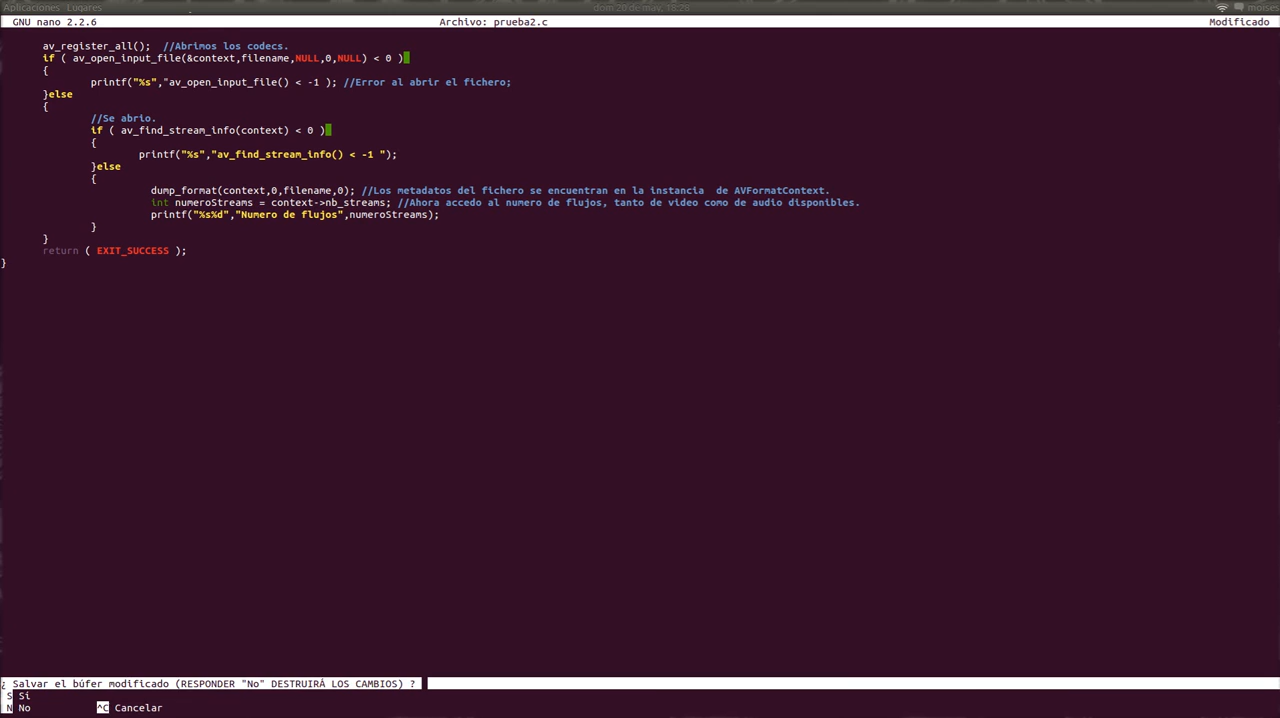 Aplicaciones Lugares dom 20 de may, 18:28 moises
GNU nano 2.2.6 Archivo: prueba2.c Modificado
av_register_all(); //Abrimos los codecs.
if ( av_open_input_file(&context,filename,NULL,0,NULL) < 0 )
{
printf("%s","av_open_input_file() < -1 ); //Error al abrir el fichero;
}else
{
//Se abrio.
if ( av_find_stream_info(context) < 0 )
{
printf("%s","av_find_stream_info() < -1 ");
}else
{
dump_format(context,0,filename,0); //Los metadatos del fichero se encuentran en la instancia  de AVFormatContext.
int numeroStreams = context->nb_streams; //Ahora accedo al numero de flujos, tanto de video como de audio disponibles.
printf("%s%d","Numero de flujos",numeroStreams);
}
}
return ( EXIT_SUCCESS );
}
¿ Salvar el búfer modificado (RESPONDER "No" DESTRUIRÁ LOS CAMBIOS) ?
S Sí
N No ^C Cancelar